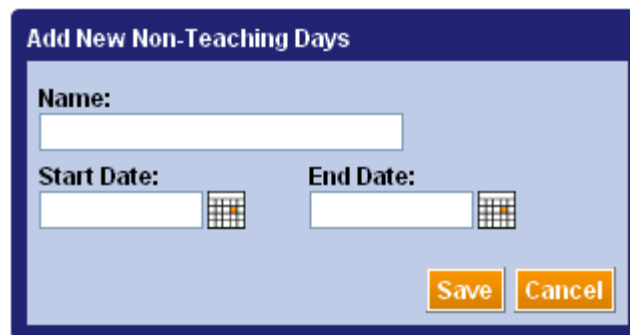 Add New Non-Teaching Days
Name:
Start Date: End Date:
Save Cancel